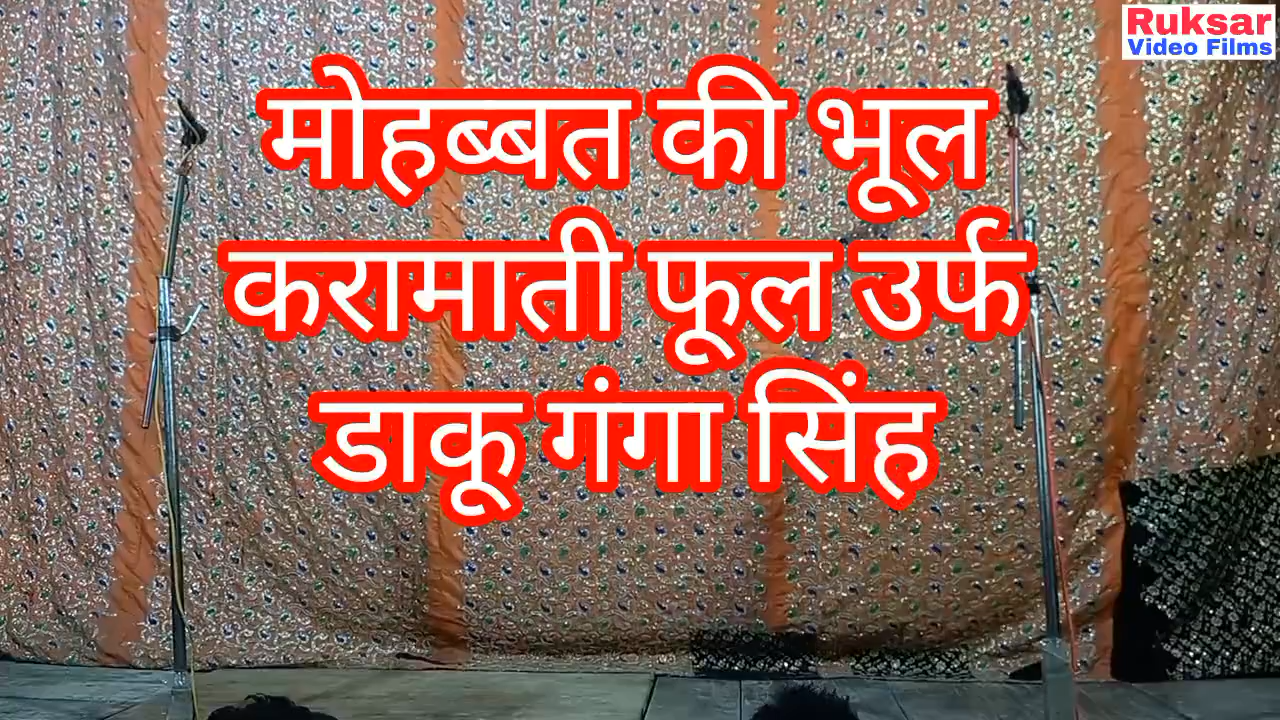 Ruksar
Video Films
मोहब्बत की भूल
करामाती फूल उर्फ
डाकू गंगा सिंह